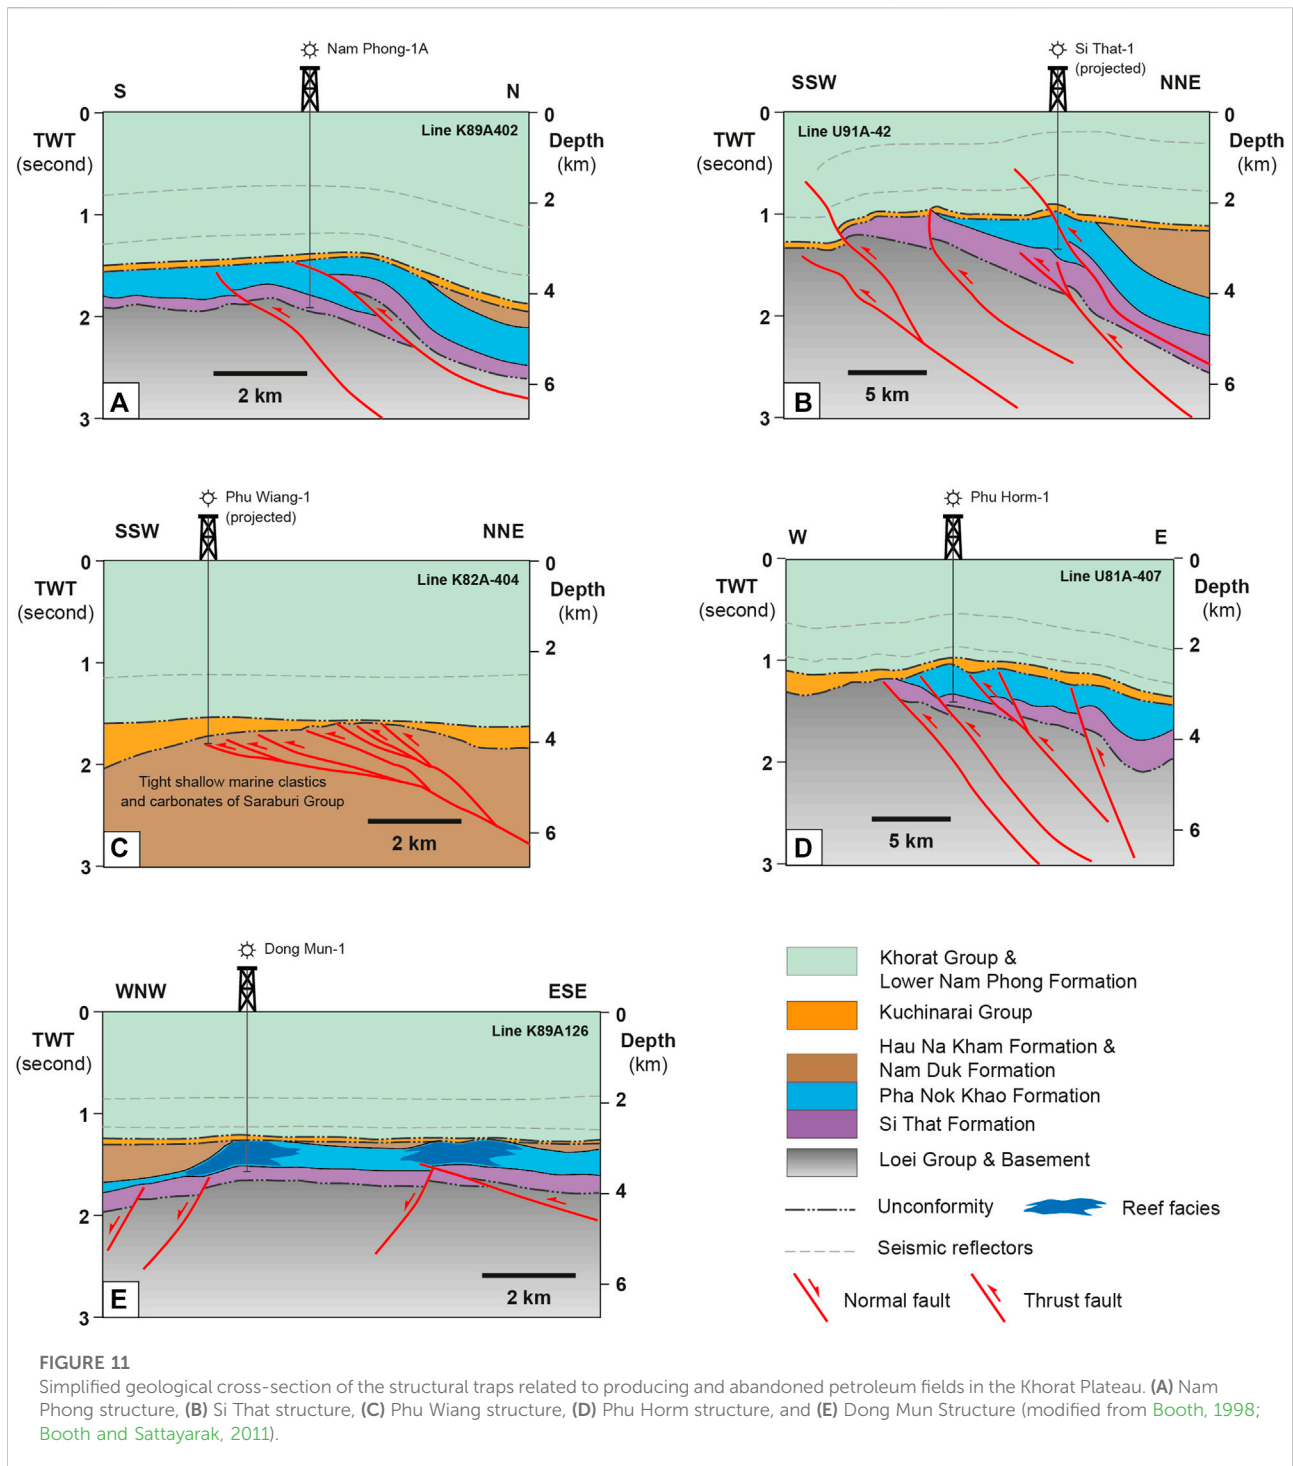 Nam Phong-1A
S
N
0
0
TWT
(second)
Line K89A402
Depth
(km)
1
2
2
4
2 km
6
A
3
Si That-1
(projected)
SSW
NNE
0
0
TWT
(second)
Line U91A-42
Depth
(km)
1
2
2
4
5 km
6
B
3
Phu Wiang-1
(projected)
SSW
NNE
0
0
TWT
(second)
Line K82A-404
Depth
(km)
1
2
2
4
Tight shallow marine clastics
and carbonates of Saraburi Group
2 km
6
C
3
Phu Horm-1
W
E
0
0
TWT
(second)
Line U81A-407
Depth
(km)
1
2
2
4
5 km
6
D
3
Dong Mun-1
WNW
ESE
0
0
TWT
(second)
Line K89A126
Depth
(km)
1
2
2
4
2 km
6
E
3
Khorat Group &
Lower Nam Phong Formation
Kuchinarai Group
Hau Na Kham Formation &
Nam Duk Formation
Pha Nok Khao Formation
Si That Formation
Loei Group & Basement
Unconformity
Reef facies
Seismic reflectors
Normal fault
Thrust fault
FIGURE 11
Simplified geological cross-section of the structural traps related to producing and abandoned petroleum fields in the Khorat Plateau. (A) Nam
Phong structure, (B) Si That structure, (C) Phu Wiang structure, (D) Phu Horm structure, and (E) Dong Mun Structure (modified from Booth, 1998;
Booth and Sattayarak, 2011).